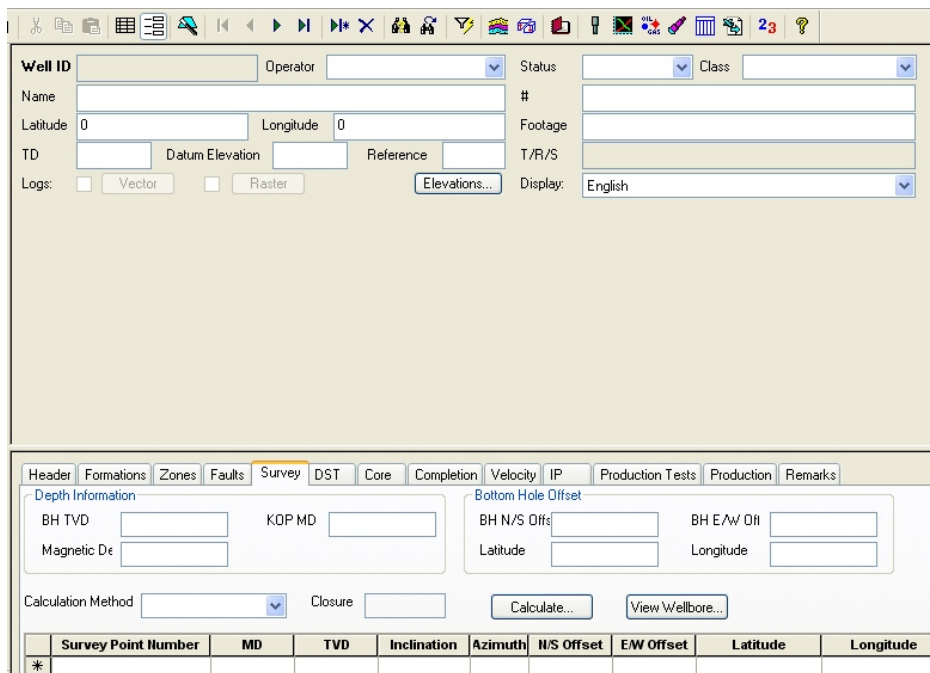 23
Well ID Operator Status Class
Name #
Latitude 0 Longitude 0 Footage
TD Datum Elevation Reference T/R/S
Logs: Vector Raster Elevations... Display: English
Header Formations Zones Faults Survey DST Core Completion Velocity IP Production Tests Production Remarks
Depth Information Bottom Hole Offset
BH TVD KOP MD BH N/S Offs BH E/W Ofl
Magnetic De Latitude Longitude
Calculation Method Closure Calculate... View Wellbore...
Survey Point Number MD TVD Inclination Azimuth N/S Offset E/W Offset Latitude Longitude
*